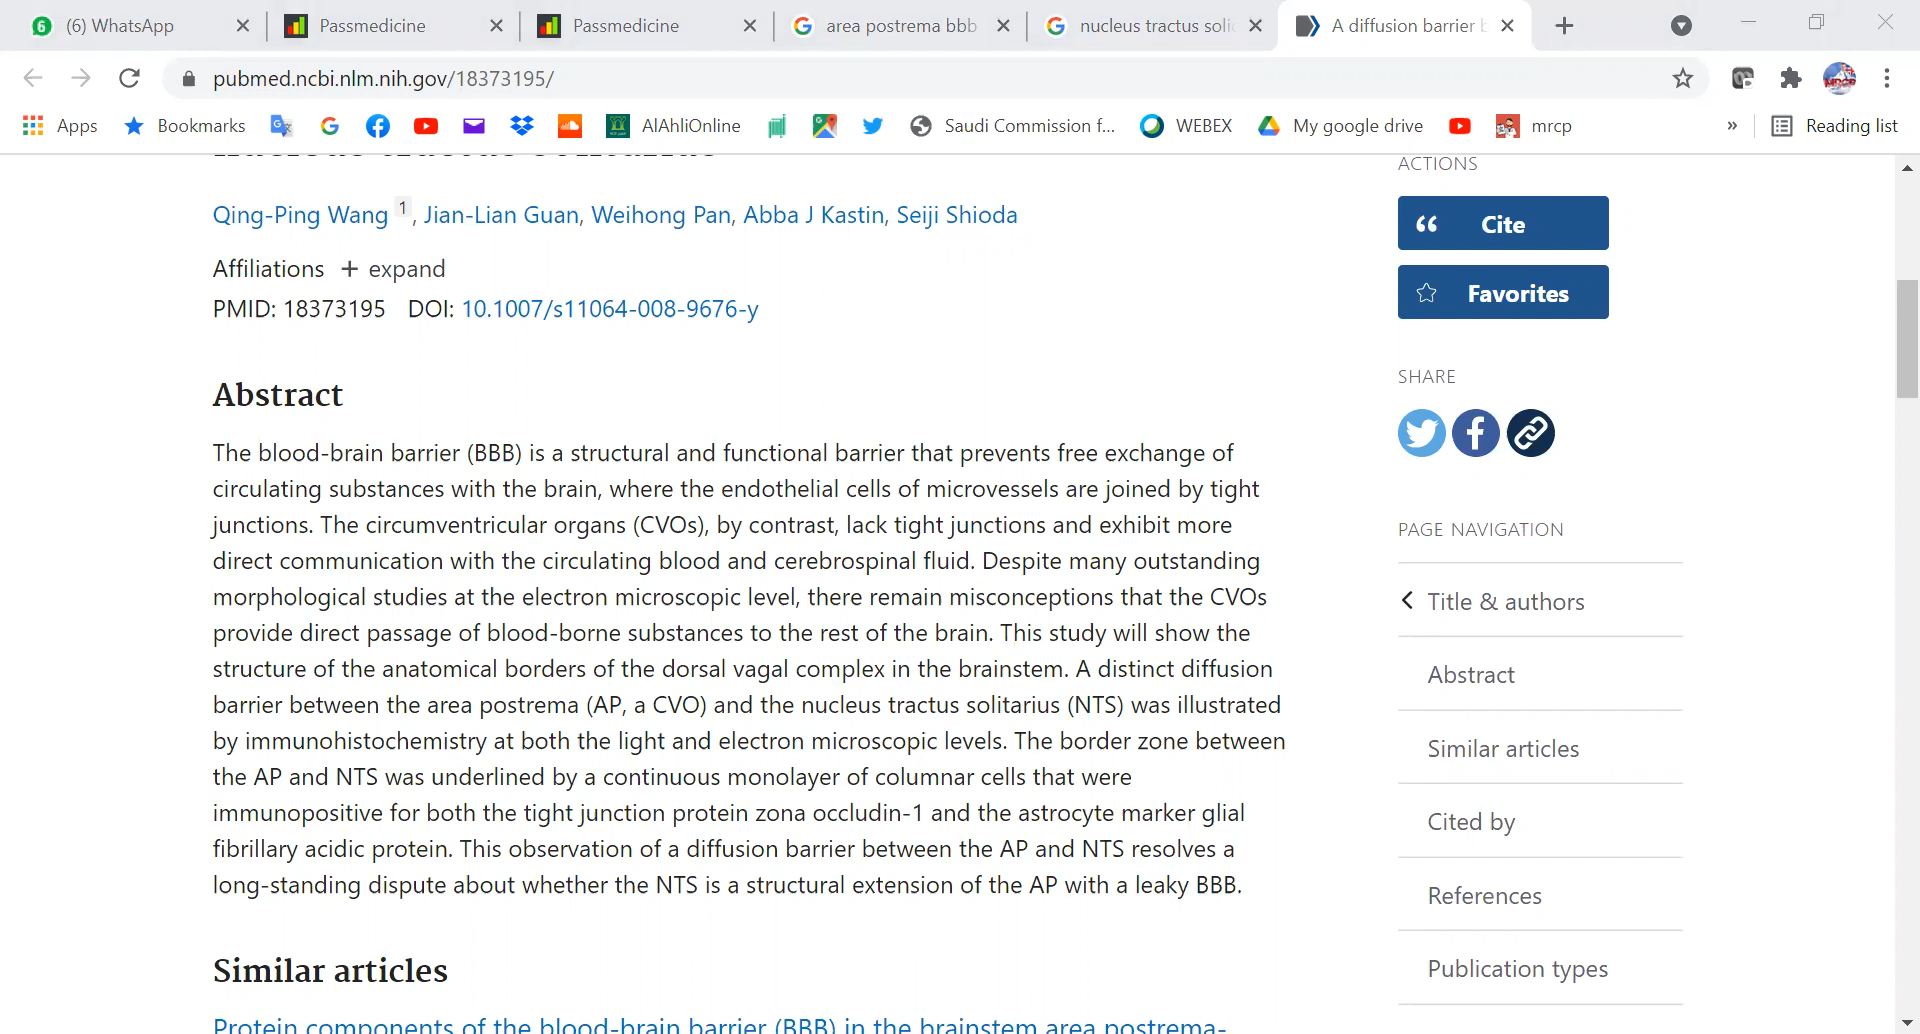 (6) WhatsApp
Passmedicine
Passmedicine
area postrema bbb
nucleus tractus soli
A diffusion barrier b
pubmed.ncbi.nlm.nih.gov/18373195/
Apps
Bookmarks
AlAhliOnline
Saudi Commission f...
WEBEX
My google drive
mrcp
»
Reading list
Qing-Ping Wang 1, Jian-Lian Guan, Weihong Pan, Abba J Kastin, Seiji Shioda
Affiliations + expand
PMID: 18373195 DOI: 10.1007/s11064-008-9676-y
Abstract
The blood-brain barrier (BBB) is a structural and functional barrier that prevents free exchange of
circulating substances with the brain, where the endothelial cells of microvessels are joined by tight
junctions. The circumventricular organs (CVOs), by contrast, lack tight junctions and exhibit more
direct communication with the circulating blood and cerebrospinal fluid. Despite many outstanding
morphological studies at the electron microscopic level, there remain misconceptions that the CVOs
provide direct passage of blood-borne substances to the rest of the brain. This study will show the
structure of the anatomical borders of the dorsal vagal complex in the brainstem. A distinct diffusion
barrier between the area postrema (AP, a CVO) and the nucleus tractus solitarius (NTS) was illustrated
by immunohistochemistry at both the light and electron microscopic levels. The border zone between
the AP and NTS was underlined by a continuous monolayer of columnar cells that were
immunopositive for both the tight junction protein zona occludin-1 and the astrocyte marker glial
fibrillary acidic protein. This observation of a diffusion barrier between the AP and NTS resolves a
long-standing dispute about whether the NTS is a structural extension of the AP with a leaky BBB.
Similar articles
Protein components of the blood-brain barrier (BBB) in the brainstem area postrema-
ACTIONS
Cite
Favorites
SHARE
PAGE NAVIGATION
Title & authors
Abstract
Similar articles
Cited by
References
Publication types